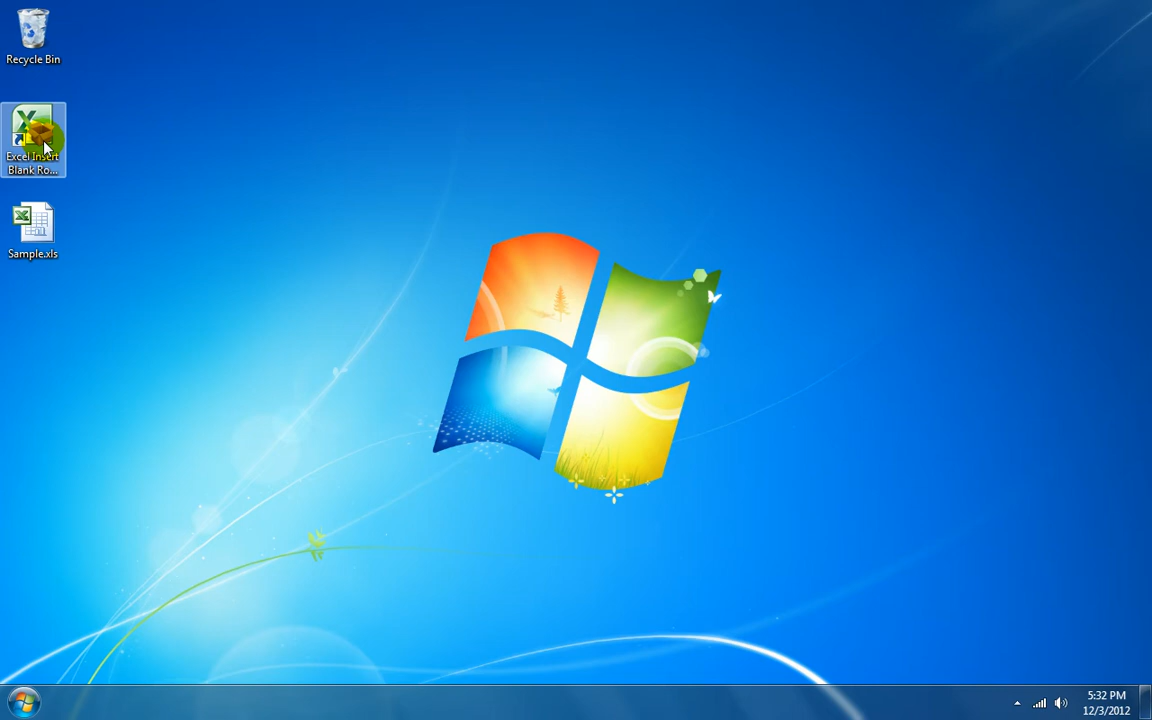 Recycle Bin
Excel Insert
Blank Ro...
Sample.xls
5:32 PM
12/3/2012